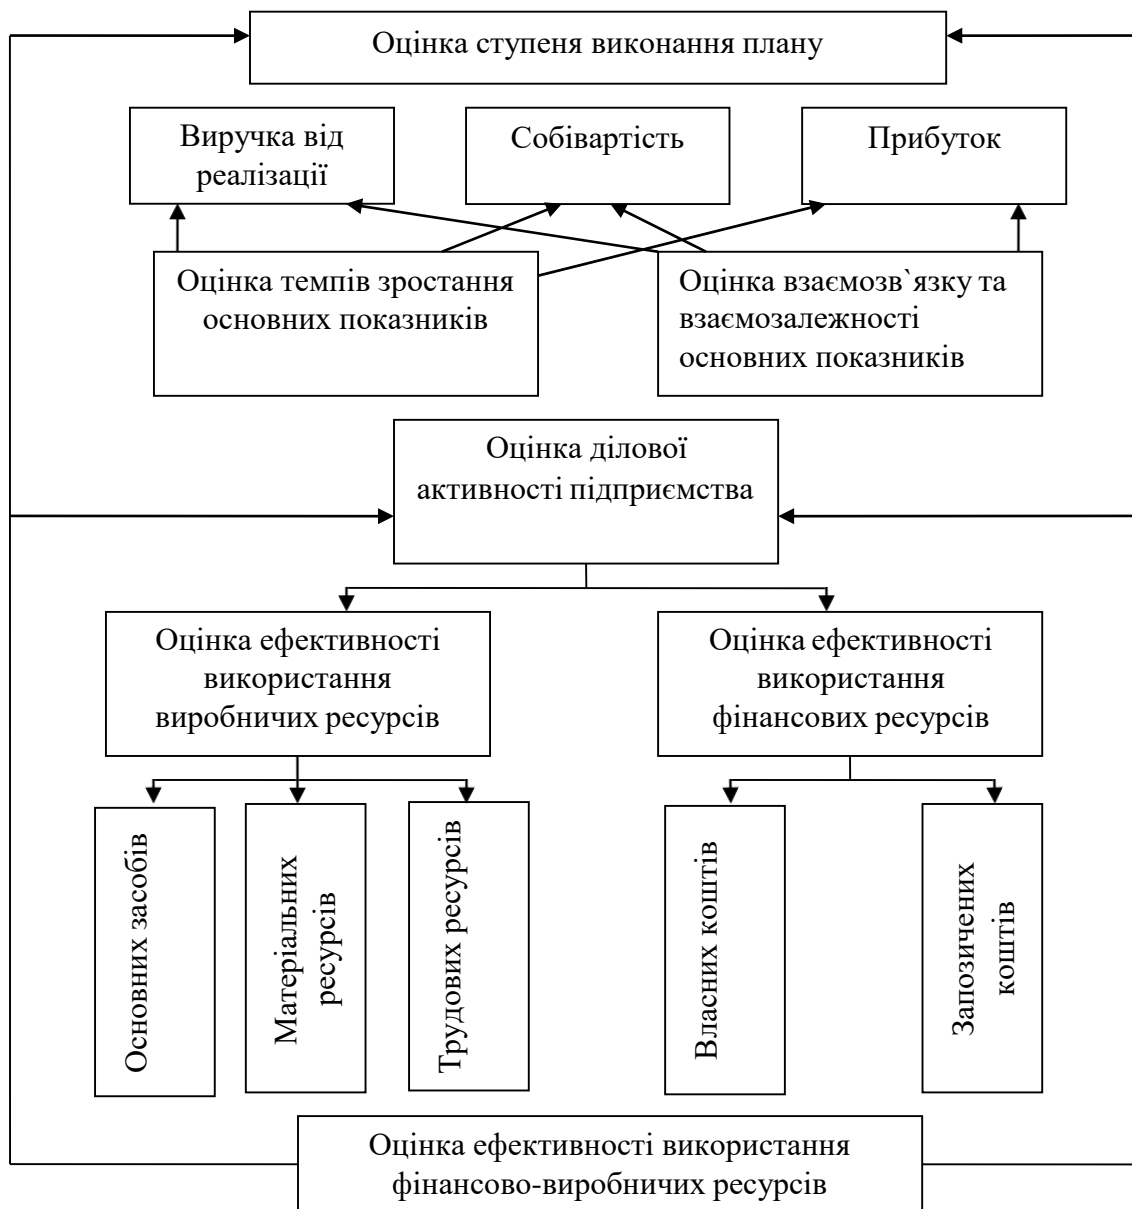 Оцінка ступеня виконання плану
Виручка від
реалізації
Собівартість
Прибуток
Оцінка темпів зростання
основних показників
Оцінка взаємозв`язку та
взаємозалежності
основних показників
Оцінка ділової
активності підприємства
Оцінка ефективності
використання
виробничих ресурсів
Оцінка ефективності
використання
фінансових ресурсів
Основних засобів
Матеріальних
ресурсів
Трудових ресурсів
Власних коштів
Запозичених
коштів
Оцінка ефективності використання
фінансово-виробничих ресурсів